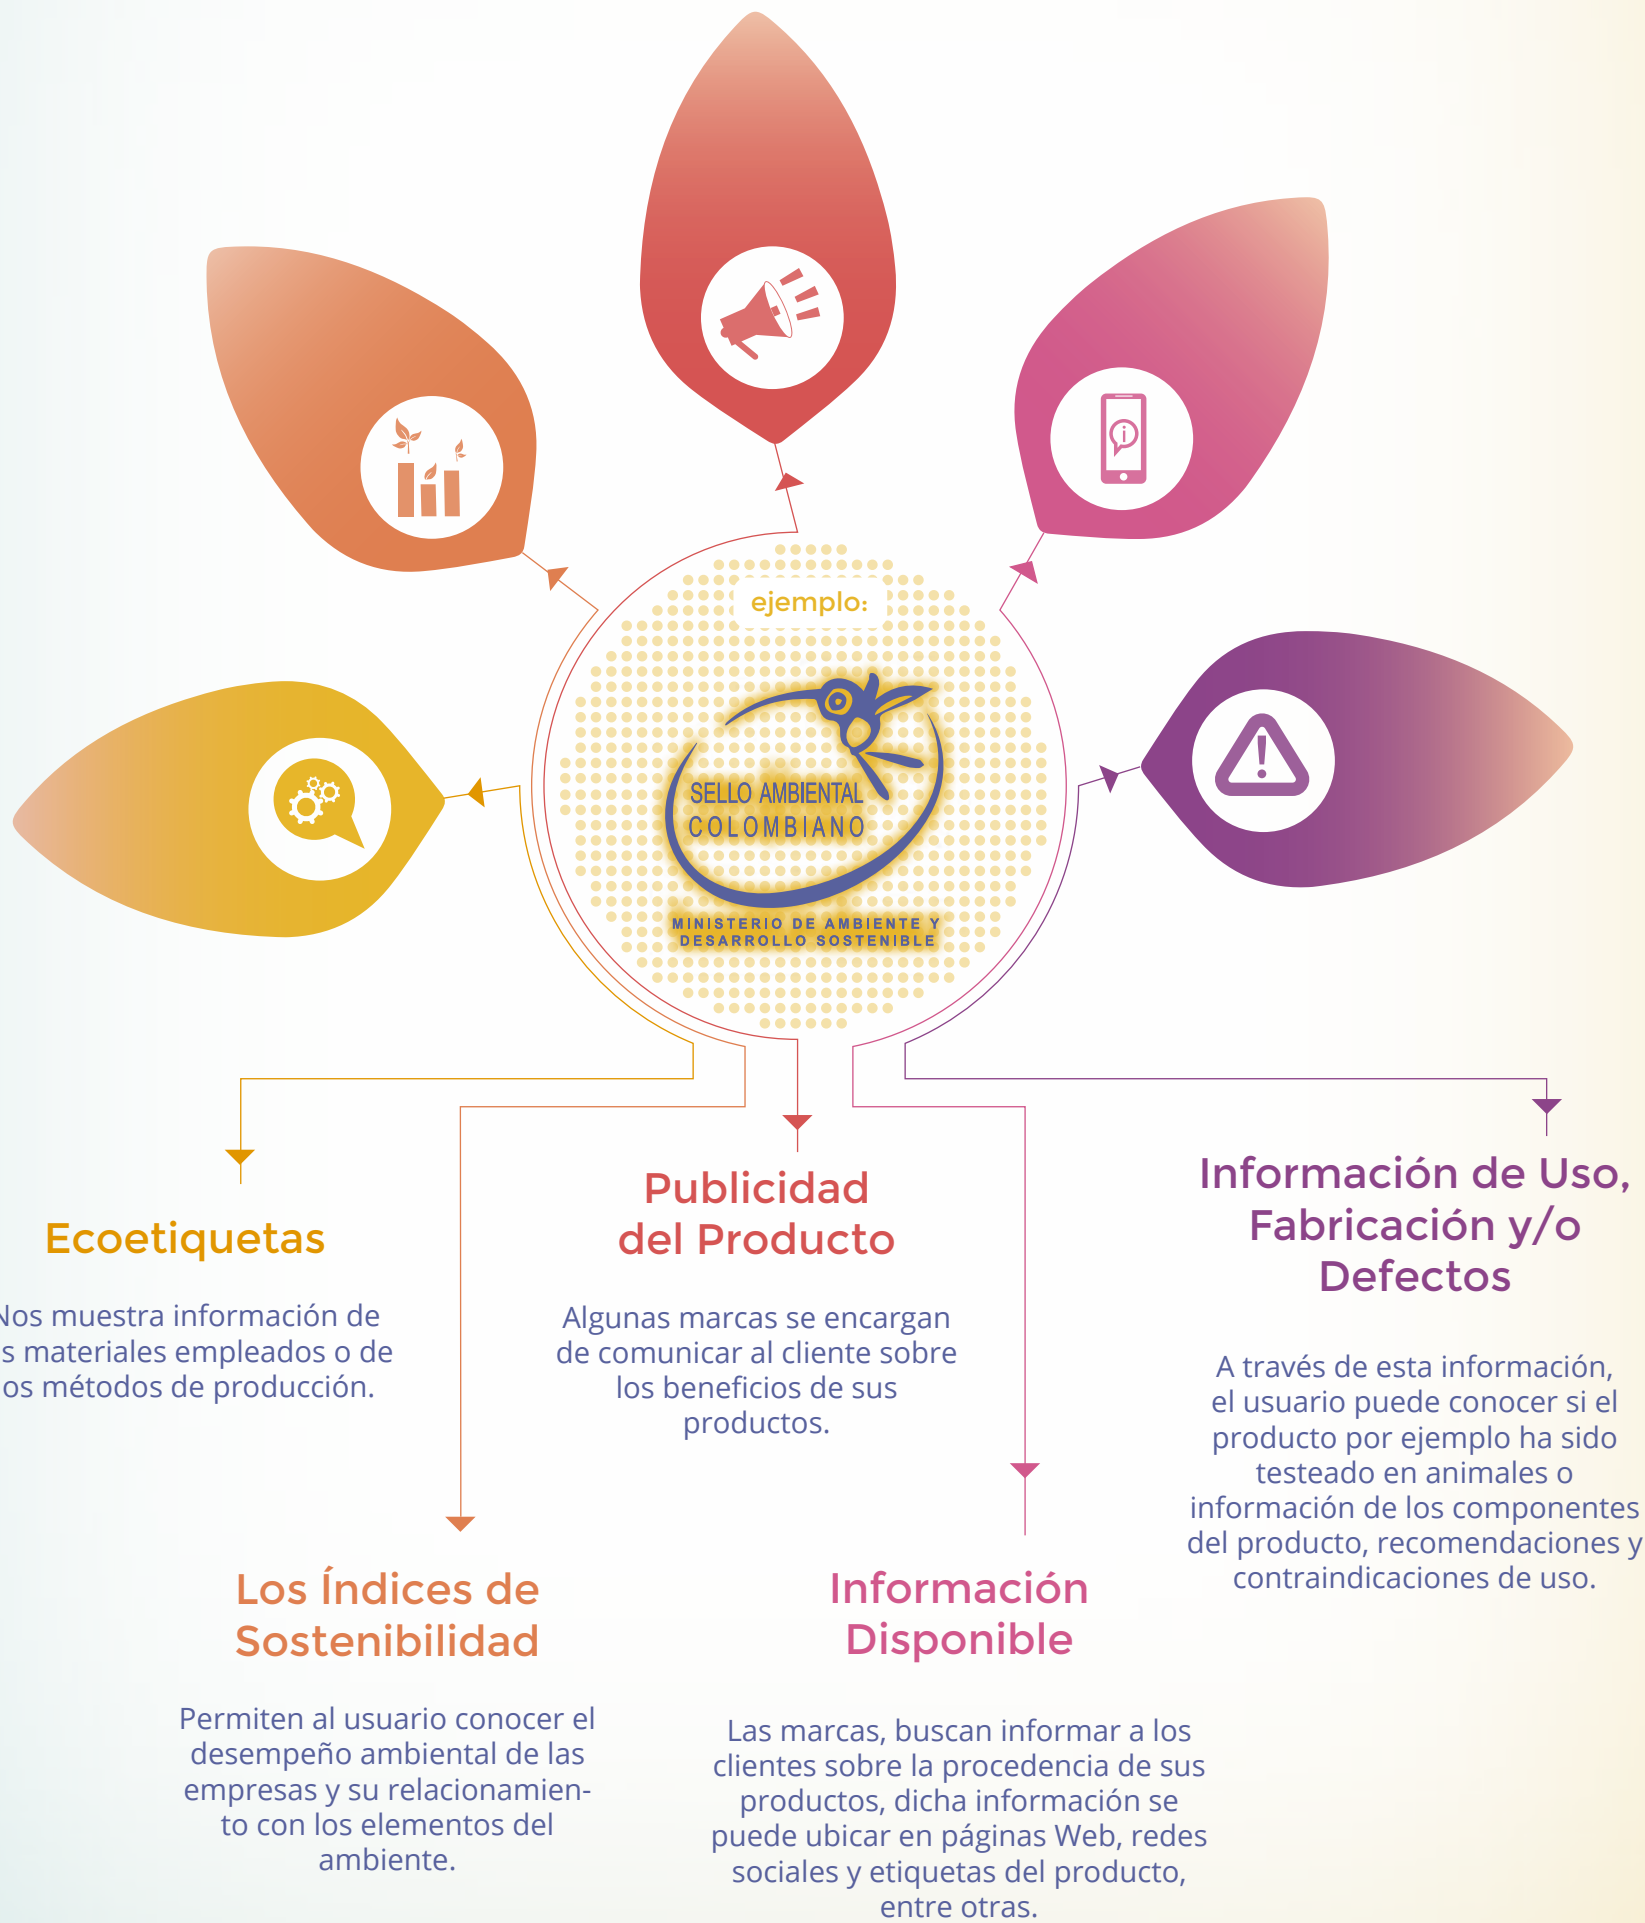 ejemplo:
SELLO AMBIENTAL
COLOMBIANO
MINISTERIO DE AMBIENTE Y
DESARROLLO SOSTENIBLE
Ecoetiquetas
Nos muestra información de
s materiales empleados o de
os métodos de producción.
Los Índices de
Sostenibilidad
Permiten al usuario conocer el
desempeño ambiental de las
empresas y su relacionamien-
to con los elementos del
ambiente.
Publicidad
del Producto
Algunas marcas se encargan
de comunicar al cliente sobre
los beneficios de sus
productos.
Información
Disponible
Las marcas, buscan informar a los
clientes sobre la procedencia de sus
productos, dicha información se
puede ubicar en páginas Web, redes
sociales y etiquetas del producto,
entre otras.
Información de Uso,
Fabricación y/o
Defectos
A través de esta información,
el usuario puede conocer si el
producto por ejemplo ha sido
testeado en animales o
información de los componentes
del producto, recomendaciones y
contraindicaciones de uso.